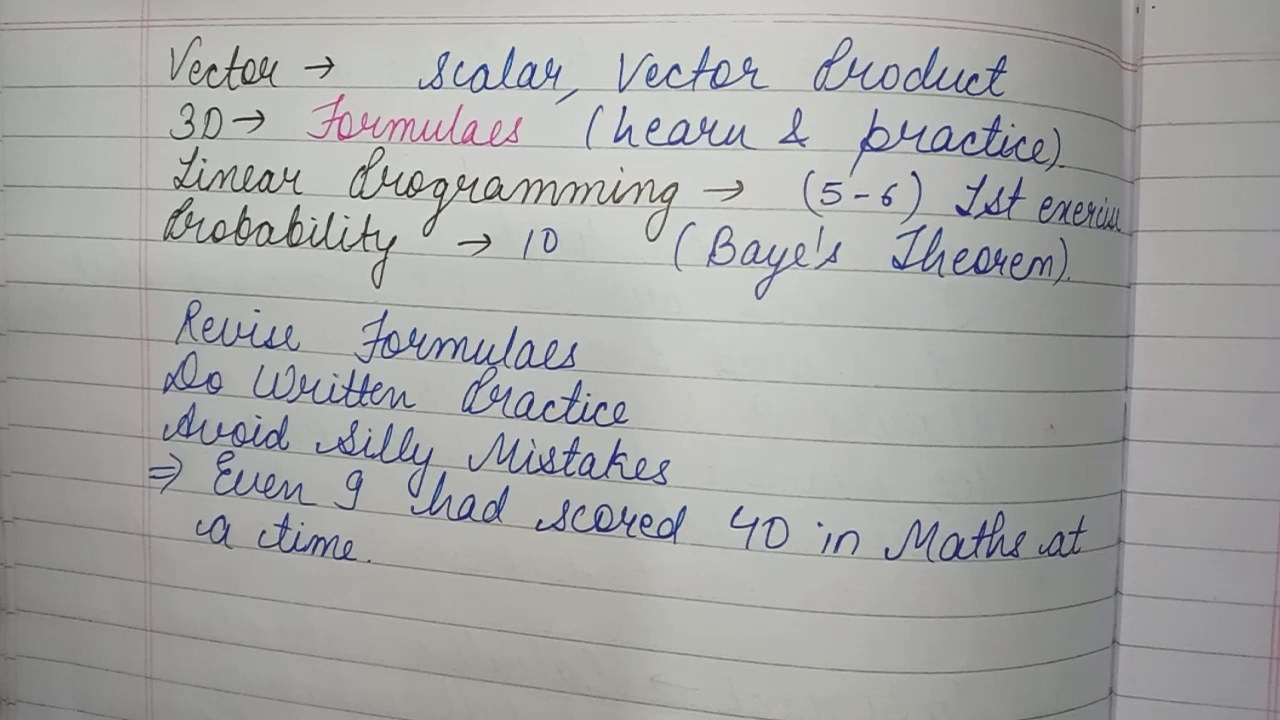 Vector → Scalar, Vector Product
3D → Formulaes (learn & practice).
Linear Programming → (5-6) Ist exercise
Probability → 10 (Baye's Theorem).
Revise Formulaes
Do Written Practice
Avoid Silly Mistakes
⇒ Even I had scored 40 in Maths at
a time.